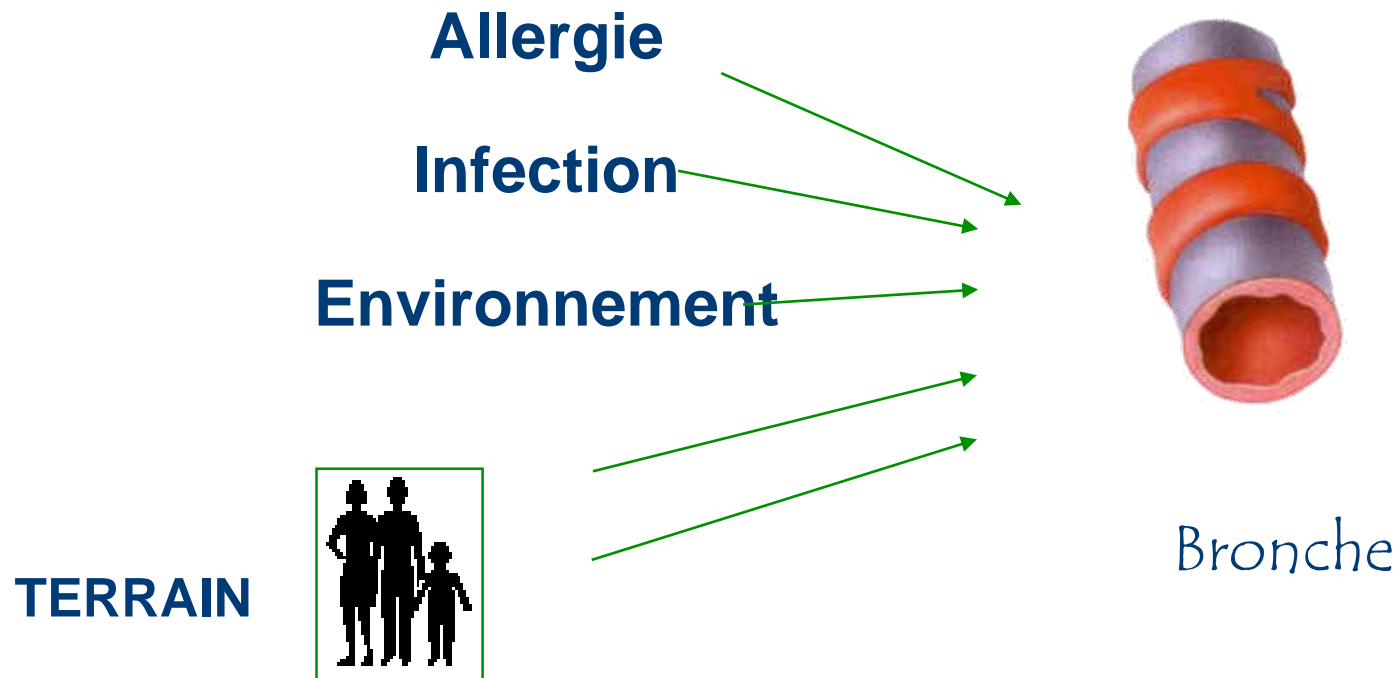 Allergie
Infection
Environnement
Bronche
TERRAIN